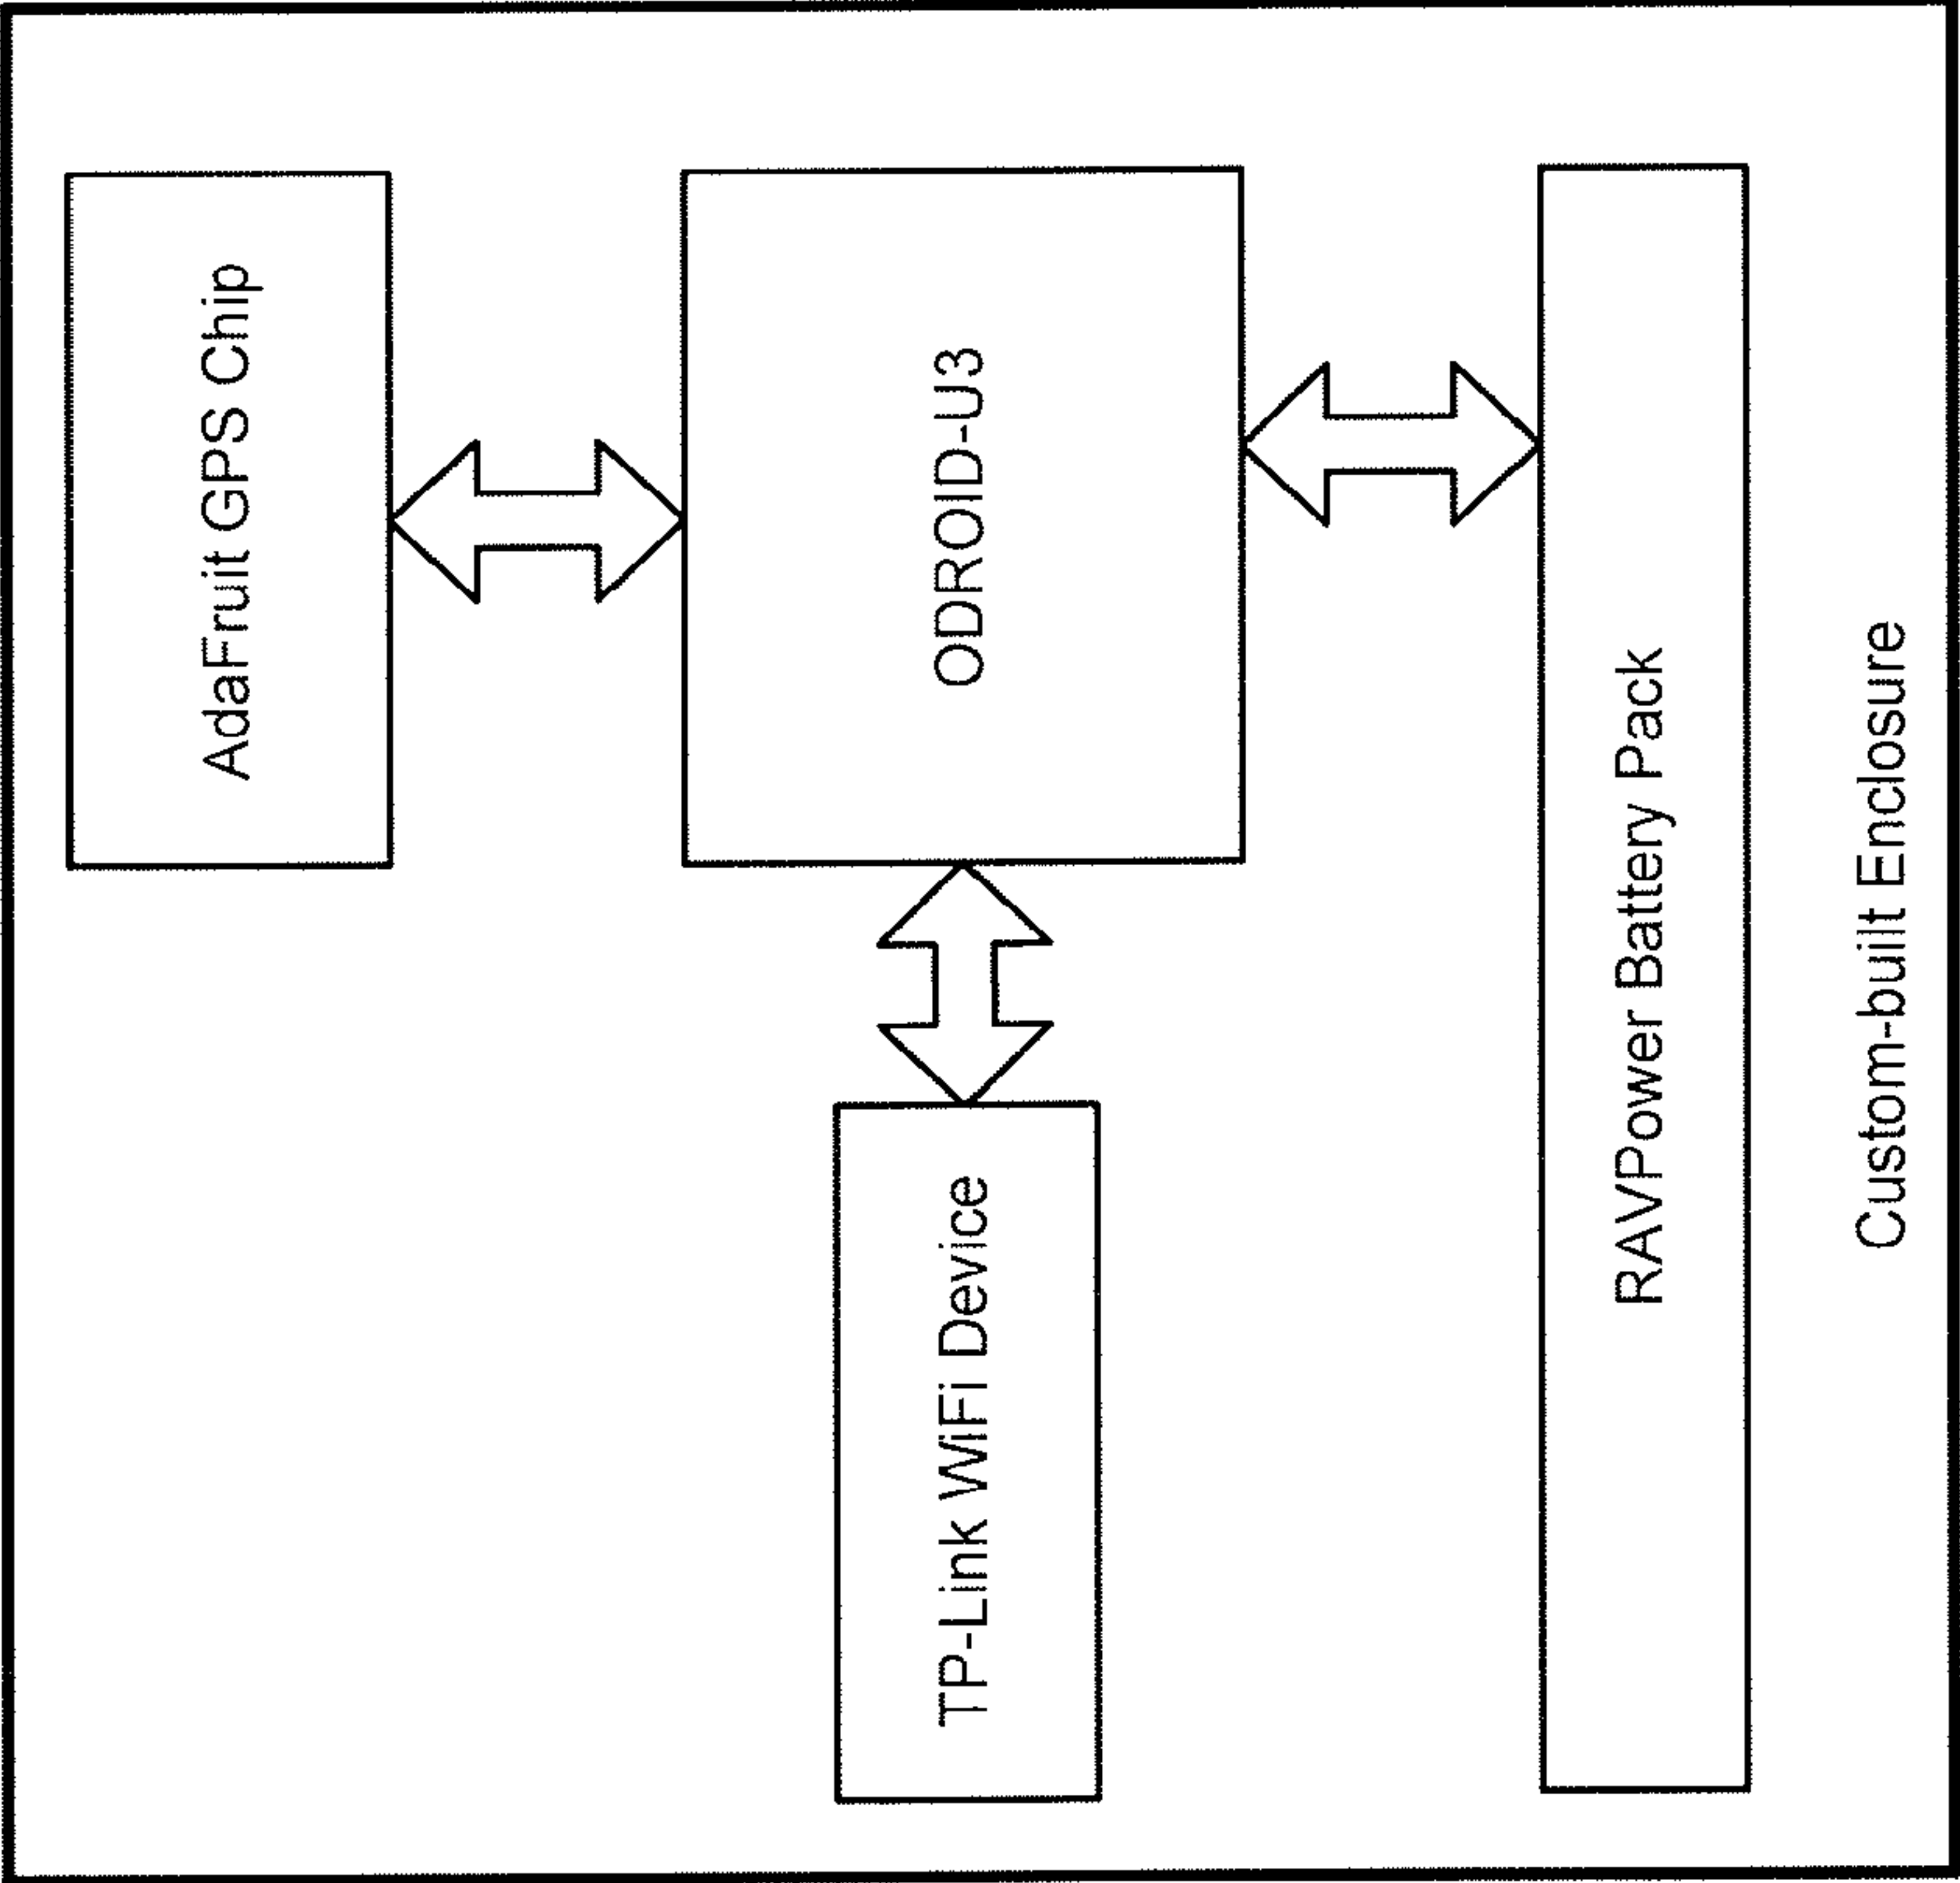 AdaFruit GPS Chip
TP-Link WiFi Device
ODROID-U3
RAVPower Battery Pack
Custom-built Enclosure